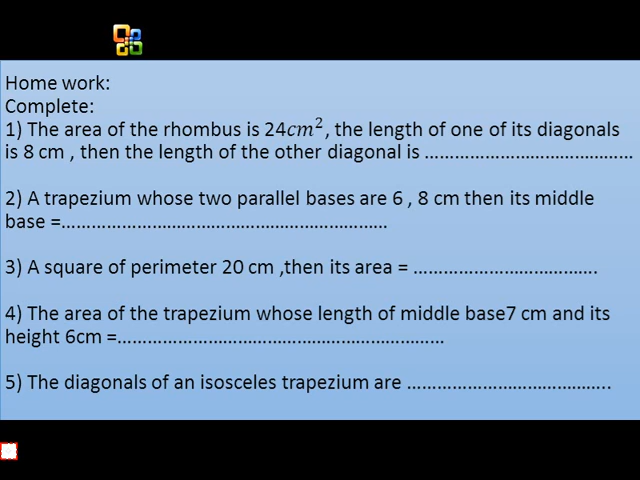 Home work:
Complete:
1) The area of the rhombus is 24𝑐𝑚², the length of one of its diagonals
is 8 cm , then the length of the other diagonal is ……………………………………
2) A trapezium whose two parallel bases are 6 , 8 cm then its middle
base =…………………………………………………………
3) A square of perimeter 20 cm ,then its area = ……………………………….
4) The area of the trapezium whose length of middle base7 cm and its
height 6cm =…………………………………………………………
5) The diagonals of an isosceles trapezium are …………………………………..